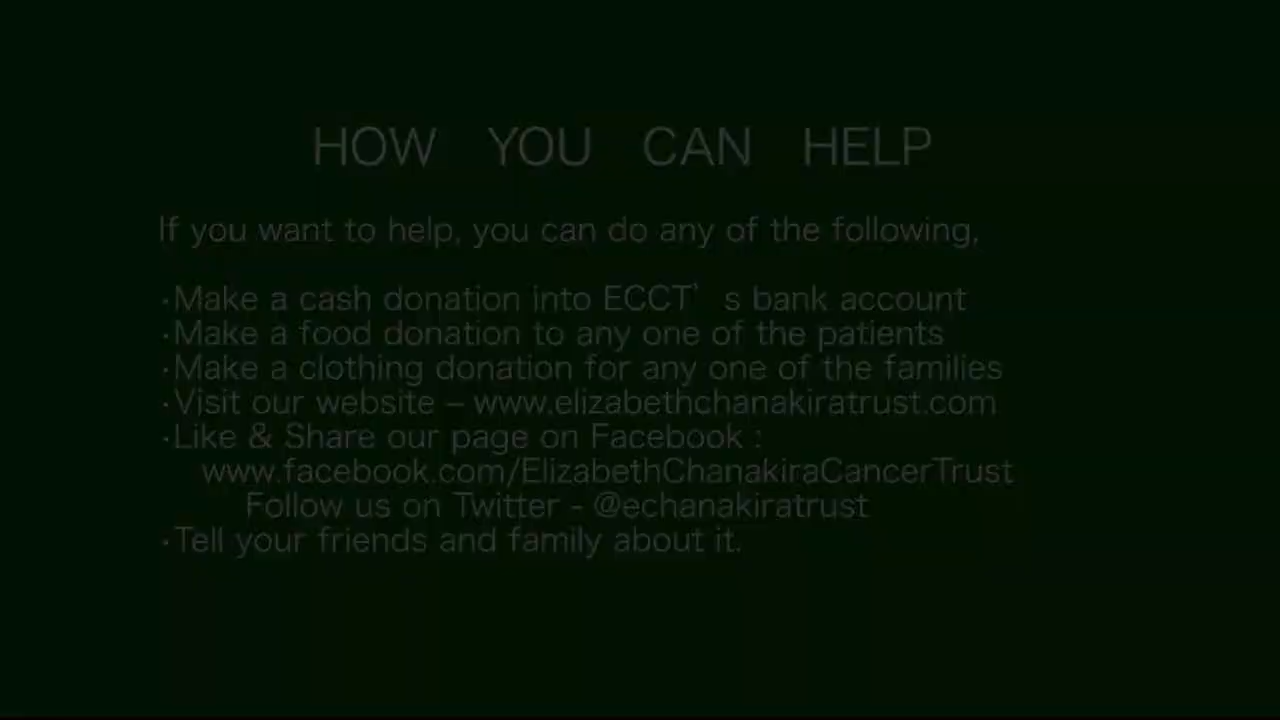 HOW YOU CAN HELP
If you want to help, you can do any of the following,
·Make a cash donation into ECCT’s bank account
·Make a food donation to any one of the patients
·Make a clothing donation for any one of the families
·Visit our website – www.elizabethchanakiratrust.com
·Like & Share our page on Facebook :
www.facebook.com/ElizabethChanakiraCancerTrust
Follow us on Twitter - @echanakiratrust
·Tell your friends and family about it.